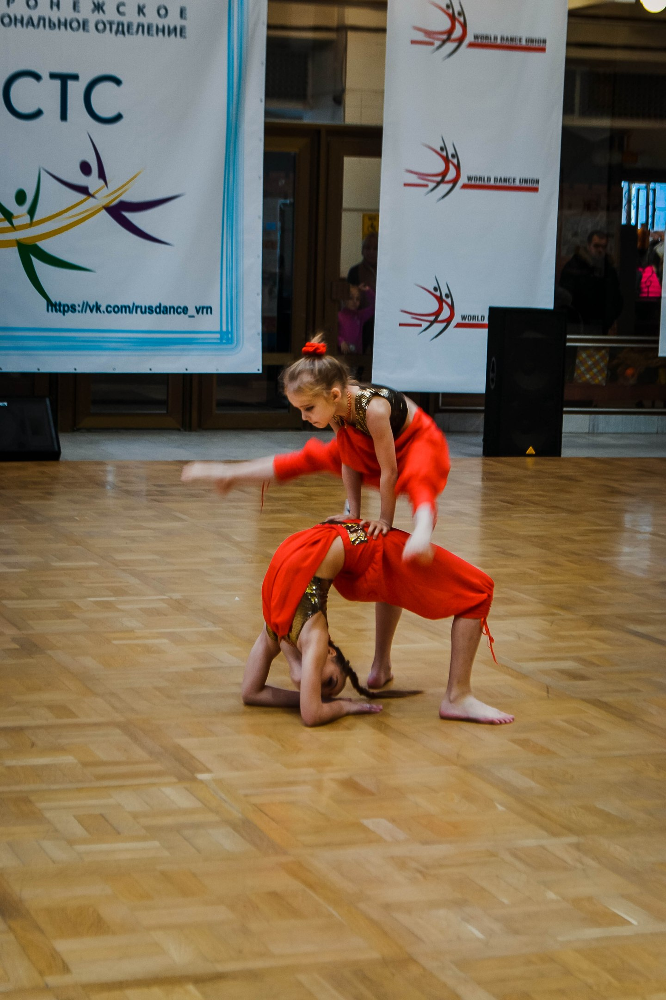 РОНЕЖСКОЕ
ОНАЛЬНОЕ ОТДЕЛЕНИЕ
СТС
https://vk.com/rusdance_vrn
WORLD DANCE UNION
WORLD DANCE UNION
WORLD